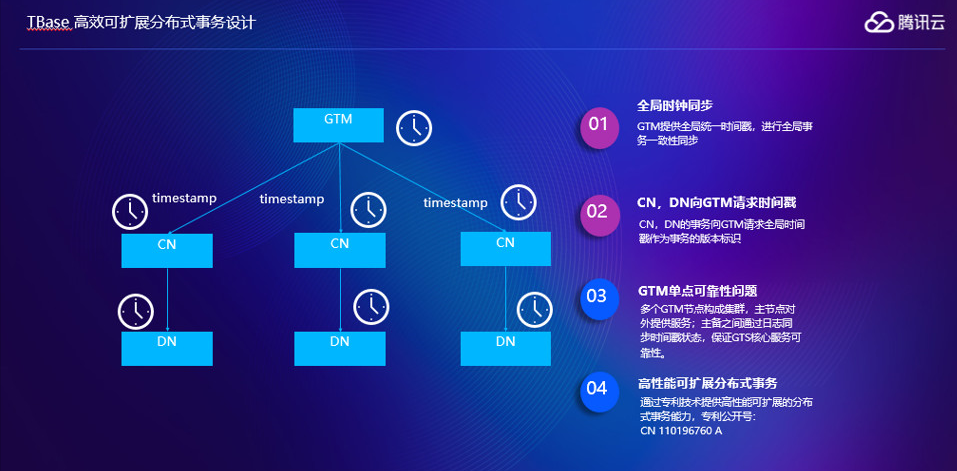 TBase 高效可扩展分布式事务设计
腾讯云
GTM
timestamp
timestamp
timestamp
CN
CN
CN
DN
DN
DN
01
全局时钟同步
GTM提供全局统一时间戳，进行全局事
务一致性同步
02
CN，DN向GTM请求时间戳
CN，DN的事务向GTM请求全局时间
戳作为事务的版本标识
03
GTM单点可靠性问题
多个GTM节点构成集群，主节点对
外提供服务；主备之间通过日志同
步时间戳状态，保证GTS核心服务可
靠性。
04
高性能可扩展分布式事务
通过专利技术提供高性能可扩展的分布
式事务能力，专利公开号：
CN 110196760 A